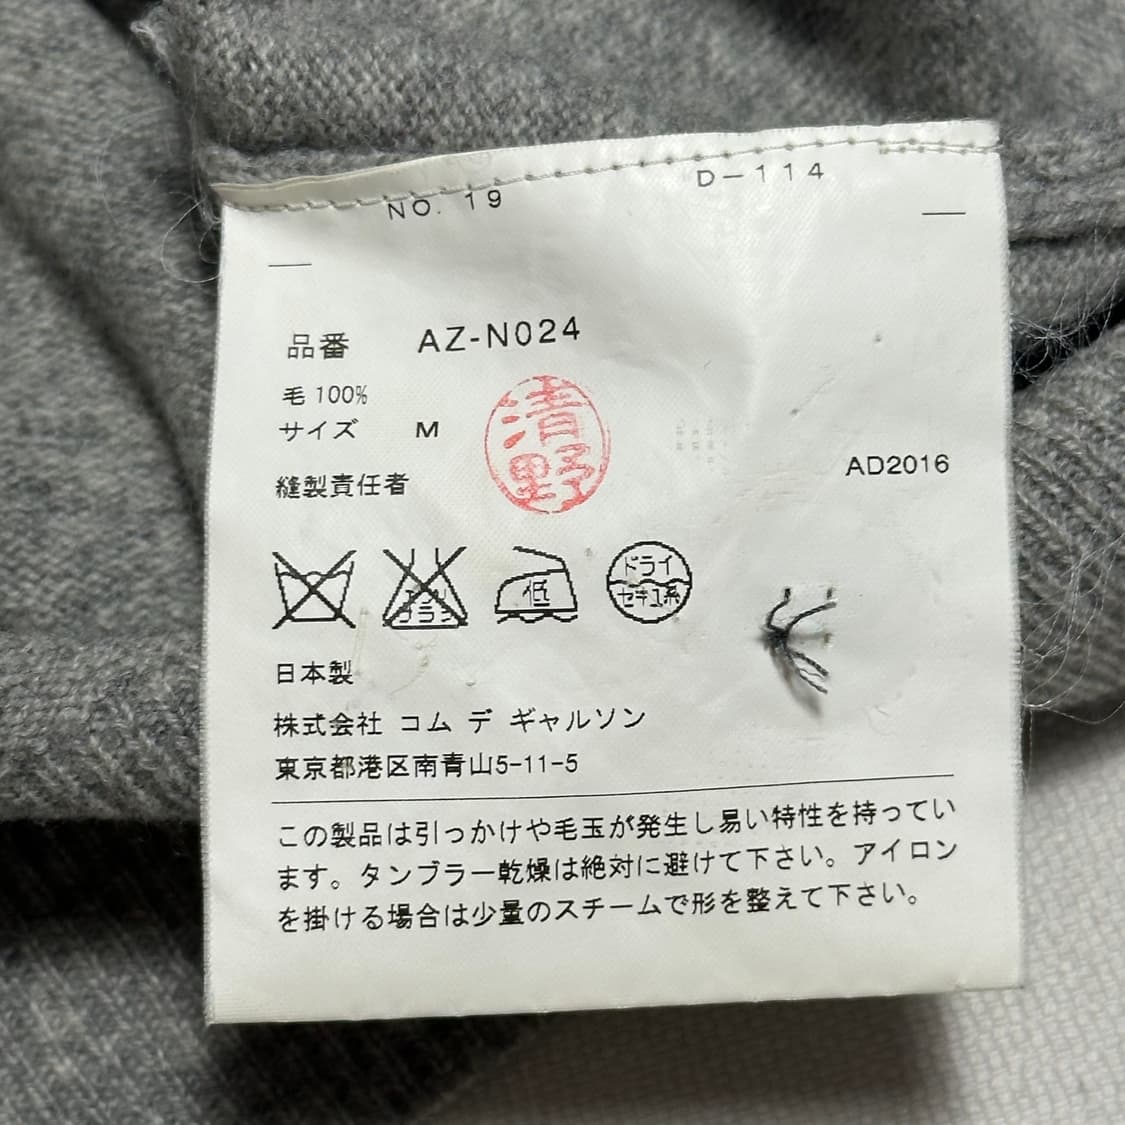 NO. 19
D-114
品番 AZ-N024
毛 100%
サイズ M
清野
縫製責任者
AD2016
低
ドライ
セキユ系
日本製
株式会社 コム デ ギャルソン
東京都港区南青山5-11-5
この製品は引っかけや毛玉が発生し易い特性を持ってい
ます。タンブラー乾燥は絶対に避けて下さい。アイロン
を掛ける場合は少量のスチームで形を整えて下さい。